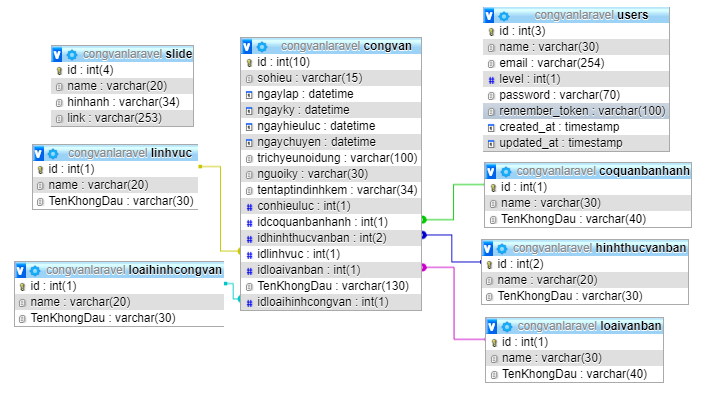 congvanlaravel slide
id : int(4)
name : varchar(20)
hinhanh : varchar(34)
link : varchar(253)
congvanlaravel linhvuc
id : int(1)
name : varchar(20)
TenKhongDau : varchar(30)
congvanlaravel loaihinhcongvan
id : int(1)
name : varchar(20)
TenKhongDau : varchar(30)
congvanlaravel congvan
id : int(10)
sohieu : varchar(15)
ngaylap : datetime
ngayky : datetime
ngayhieuluc : datetime
ngaychuyen : datetime
trichyeunoidung : varchar(100)
nguoiky : varchar(30)
tentaptindinhkem : varchar(34)
conhieuluc : int(1)
idcoquanbanhanh : int(1)
idhinhthucvanban : int(2)
idlinhvuc : int(1)
idloaivanban : int(1)
TenKhongDau : varchar(130)
idloaihinhcongvan : int(1)
congvanlaravel users
id : int(3)
name : varchar(30)
email : varchar(254)
level : int(1)
password : varchar(70)
remember_token : varchar(100)
created_at : timestamp
updated_at : timestamp
congvanlaravel coquanbanhanh
id : int(1)
name : varchar(30)
TenKhongDau : varchar(40)
congvanlaravel hinhthucvanban
id : int(2)
name : varchar(20)
TenKhongDau : varchar(30)
congvanlaravel loaivanban
id : int(1)
name : varchar(30)
TenKhongDau : varchar(40)